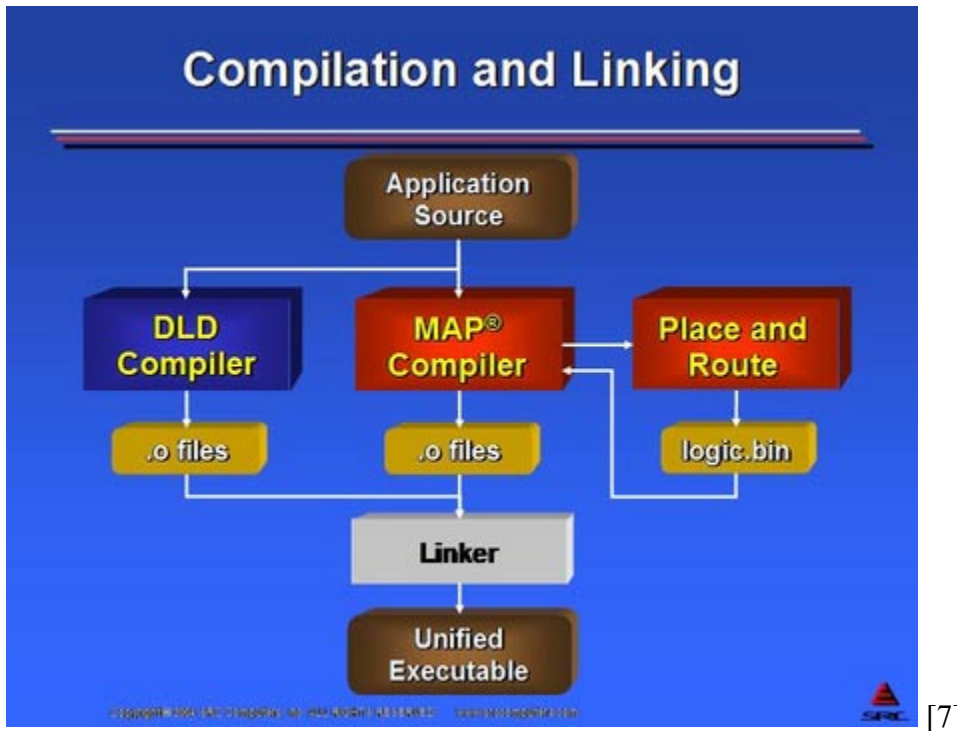 Compilation and Linking
Application
Source
DLD
Compiler
MAP®
Compiler
Place and
Route
.o files
.o files
logic.bin
Linker
Unified
Executable
SRC
[7]